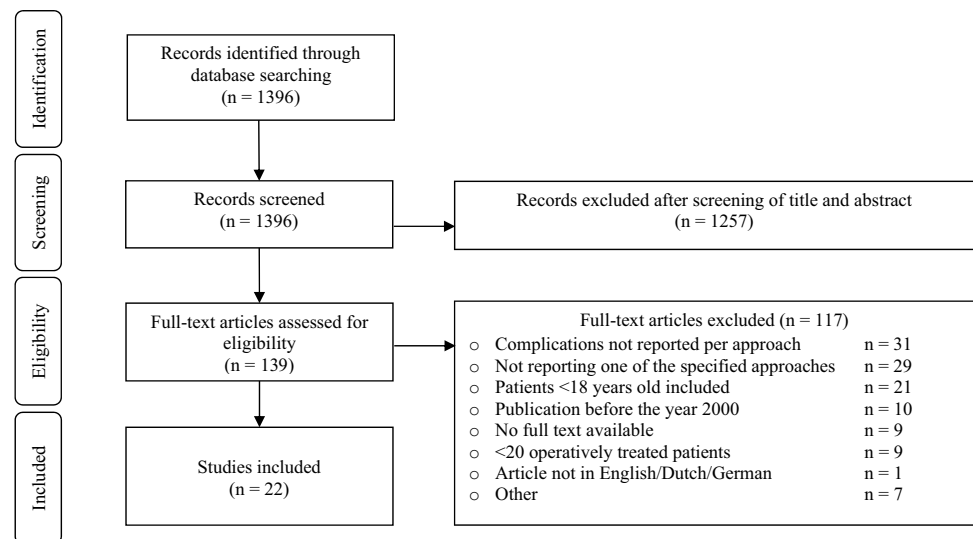 Identification
Records identified through
database searching
(n = 1396)
Screening
Records screened
(n = 1396)
Records excluded after screening of title and abstract
(n = 1257)
Eligibility
Full-text articles assessed for
eligibility
(n = 139)
Full-text articles excluded (n = 117)
o Complications not reported per approach n = 31
o Not reporting one of the specified approaches n = 29
o Patients <18 years old included n = 21
o Publication before the year 2000 n = 10
o No full text available n = 9
o <20 operatively treated patients n = 9
o Article not in English/Dutch/German n = 1
o Other n = 7
Included
Studies included
(n = 22)